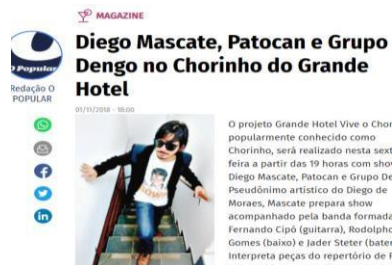 MAGAZINE
Diego Mascate, Patocan e Grupo
Dengo no Chorinho do Grande
Hotel
O Popular
Redação O
POPULAR
01/11/2018 - 18:00
O projeto Grande Hotel Vive o Chor
popularmente conhecido como
Chorinho, será realizado nesta sext
feira a partir das 19 horas com show
Diego Mascate, Patocan e Grupo De
Pseudônimo artístico do Diego de
Moraes, Mascate prepara show
acompanhado pela banda formada
Fernando Cipó (guitarra), Rodolpho
Gomes (baixo) e Jader Steter (bater
Interpreta peças do repertório de F